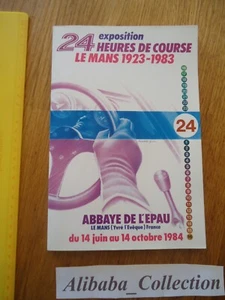 24 exposition
HEURES DE COURSE
LE MANS 1923-1983
24
ABBAYE DE L'EPAU
LE MANS (Yvré l'Evêque) France
du 14 juin au 14 octobre 1984
Alibaba_Collection